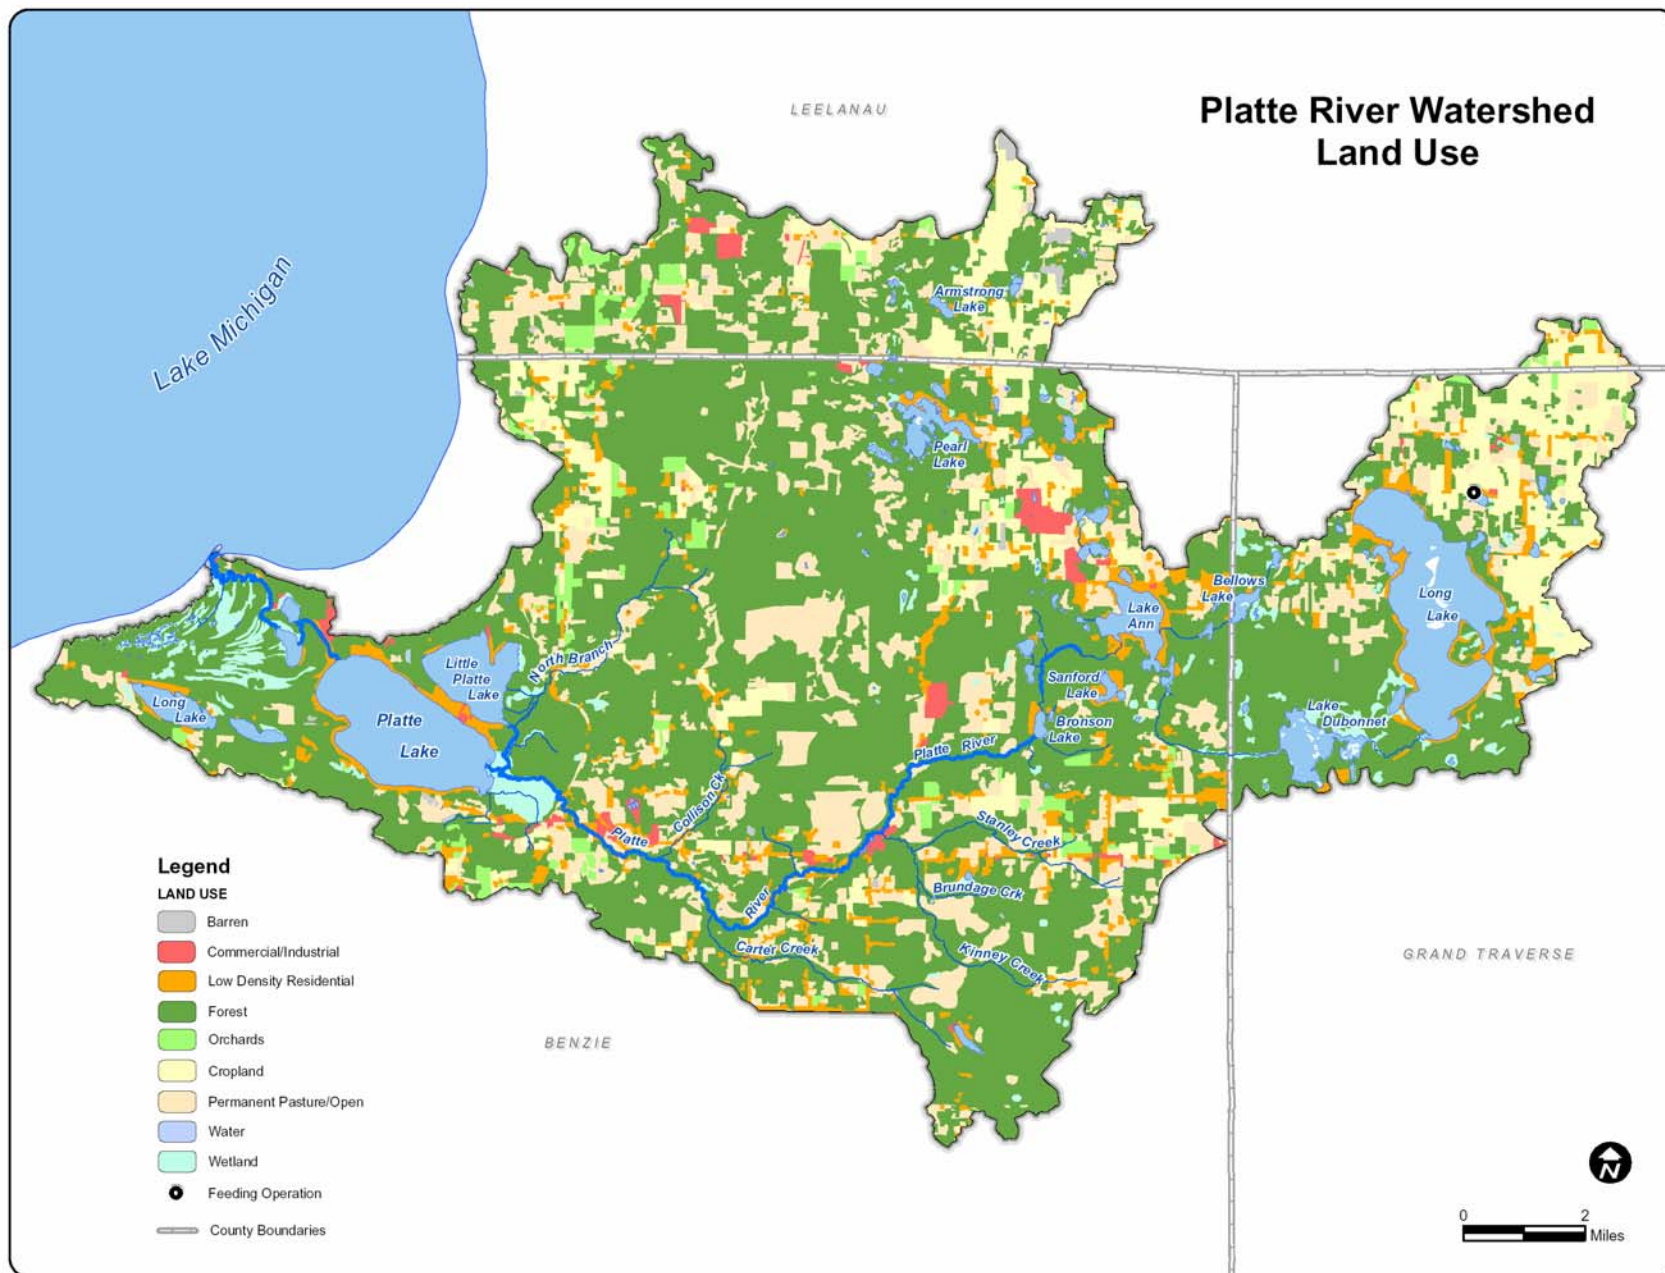 LEELANAU
Platte River Watershed
Land Use
Lake Michigan
Armstrong
Lake
Pearl
Lake
Bellows
Lake
Lake
Ann
Long
Lake
North Branch
Little
Platte
Lake
Sanford
Lake
Long
Lake
Platte
Lake
Bronson
Lake
Lake
Dubonnet
Platte River
Collison Ck
Platte
River
Stanley Creek
Brundage Crk
Carter Creek
Kinney Creek
GRAND TRAVERSE
BENZIE
Legend
LAND USE
Barren
Commercial/Industrial
Low Density Residential
Forest
Orchards
Cropland
Permanent Pasture/Open
Water
Wetland
Feeding Operation
County Boundaries
N
0 2
Miles